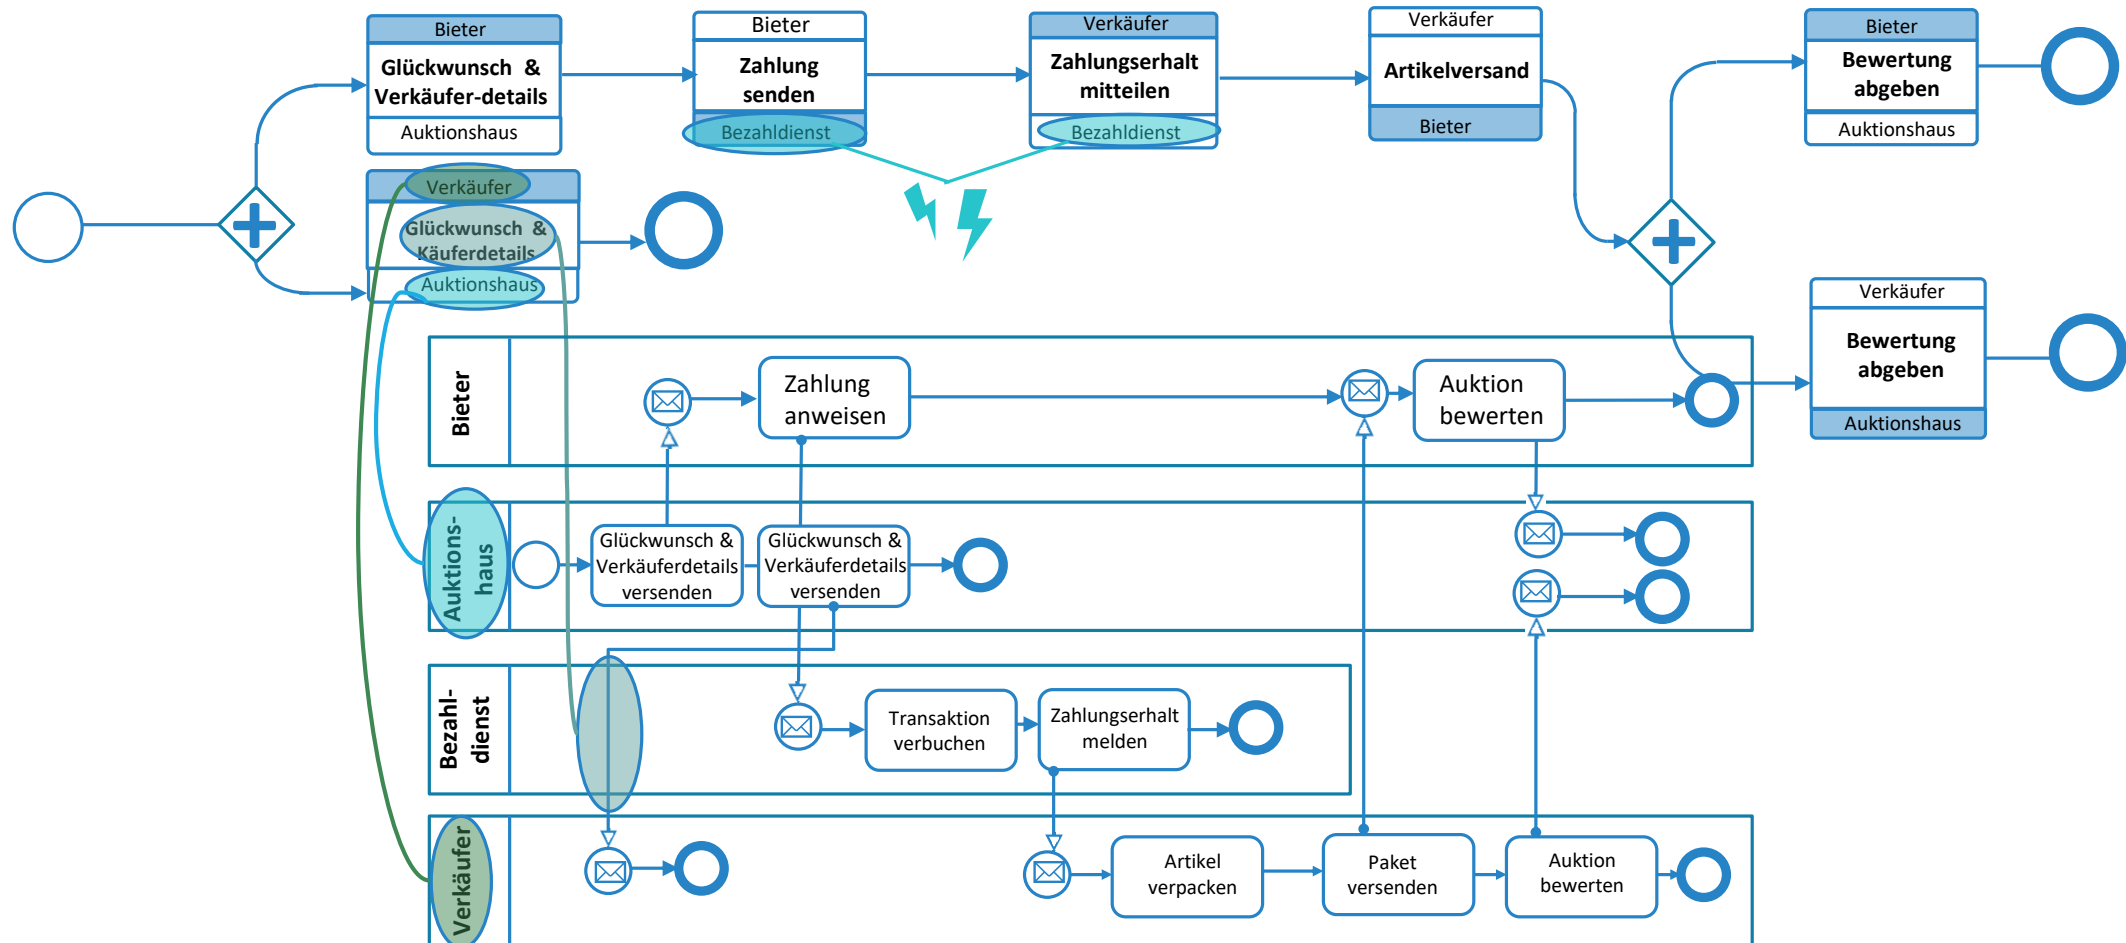 Bieter
Glückwunsch &
Verkäufer-details
Auktionshaus
Bieter
Zahlung
senden
Bezahldienst
Verkäufer
Zahlungserhalt
mitteilen
Bezahldienst
Verkäufer
Artikelversand
Bieter
Bieter
Bewertung
abgeben
Auktionshaus
Verkäufer
Glückwunsch &
Käuferdetails
Auktionshaus
Verkäufer
Bewertung
abgeben
Auktionshaus
Bieter
Zahlung
anweisen
Auktion
bewerten
Auktions-
haus
Glückwunsch &
Verkäuferdetails
versenden
Glückwunsch &
Verkäuferdetails
versenden
Bezahl-
dienst
Transaktion
verbuchen
Zahlungserhalt
melden
Verkäufer
Artikel
verpacken
Paket
versenden
Auktion
bewerten